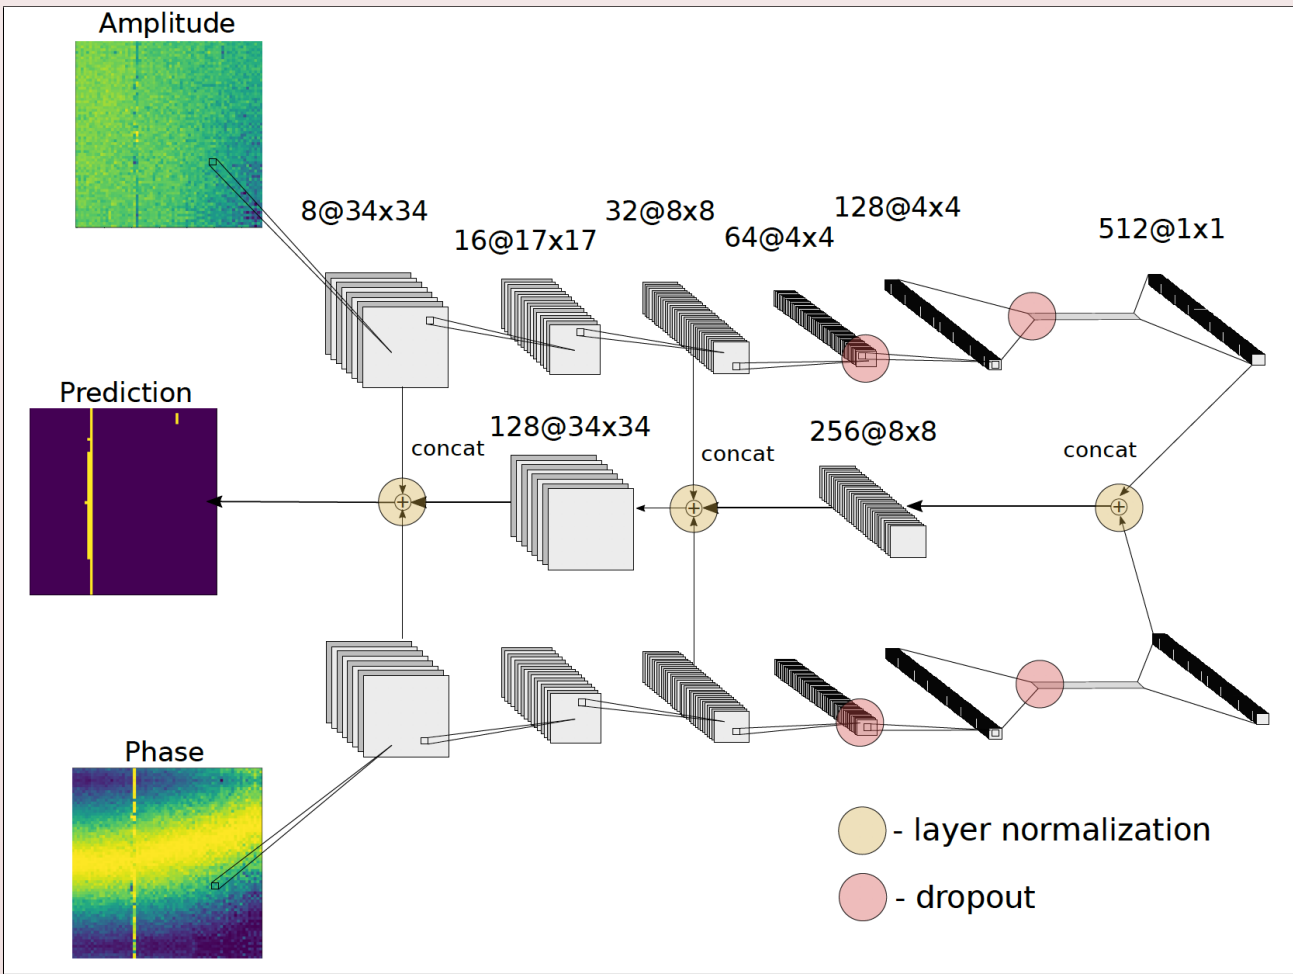 Amplitude
8@34x34
16@17x17
32@8x8
64@4x4
128@4x4
512@1x1
Prediction
concat
128@34x34
concat
256@8x8
concat
Phase
- layer normalization
- dropout